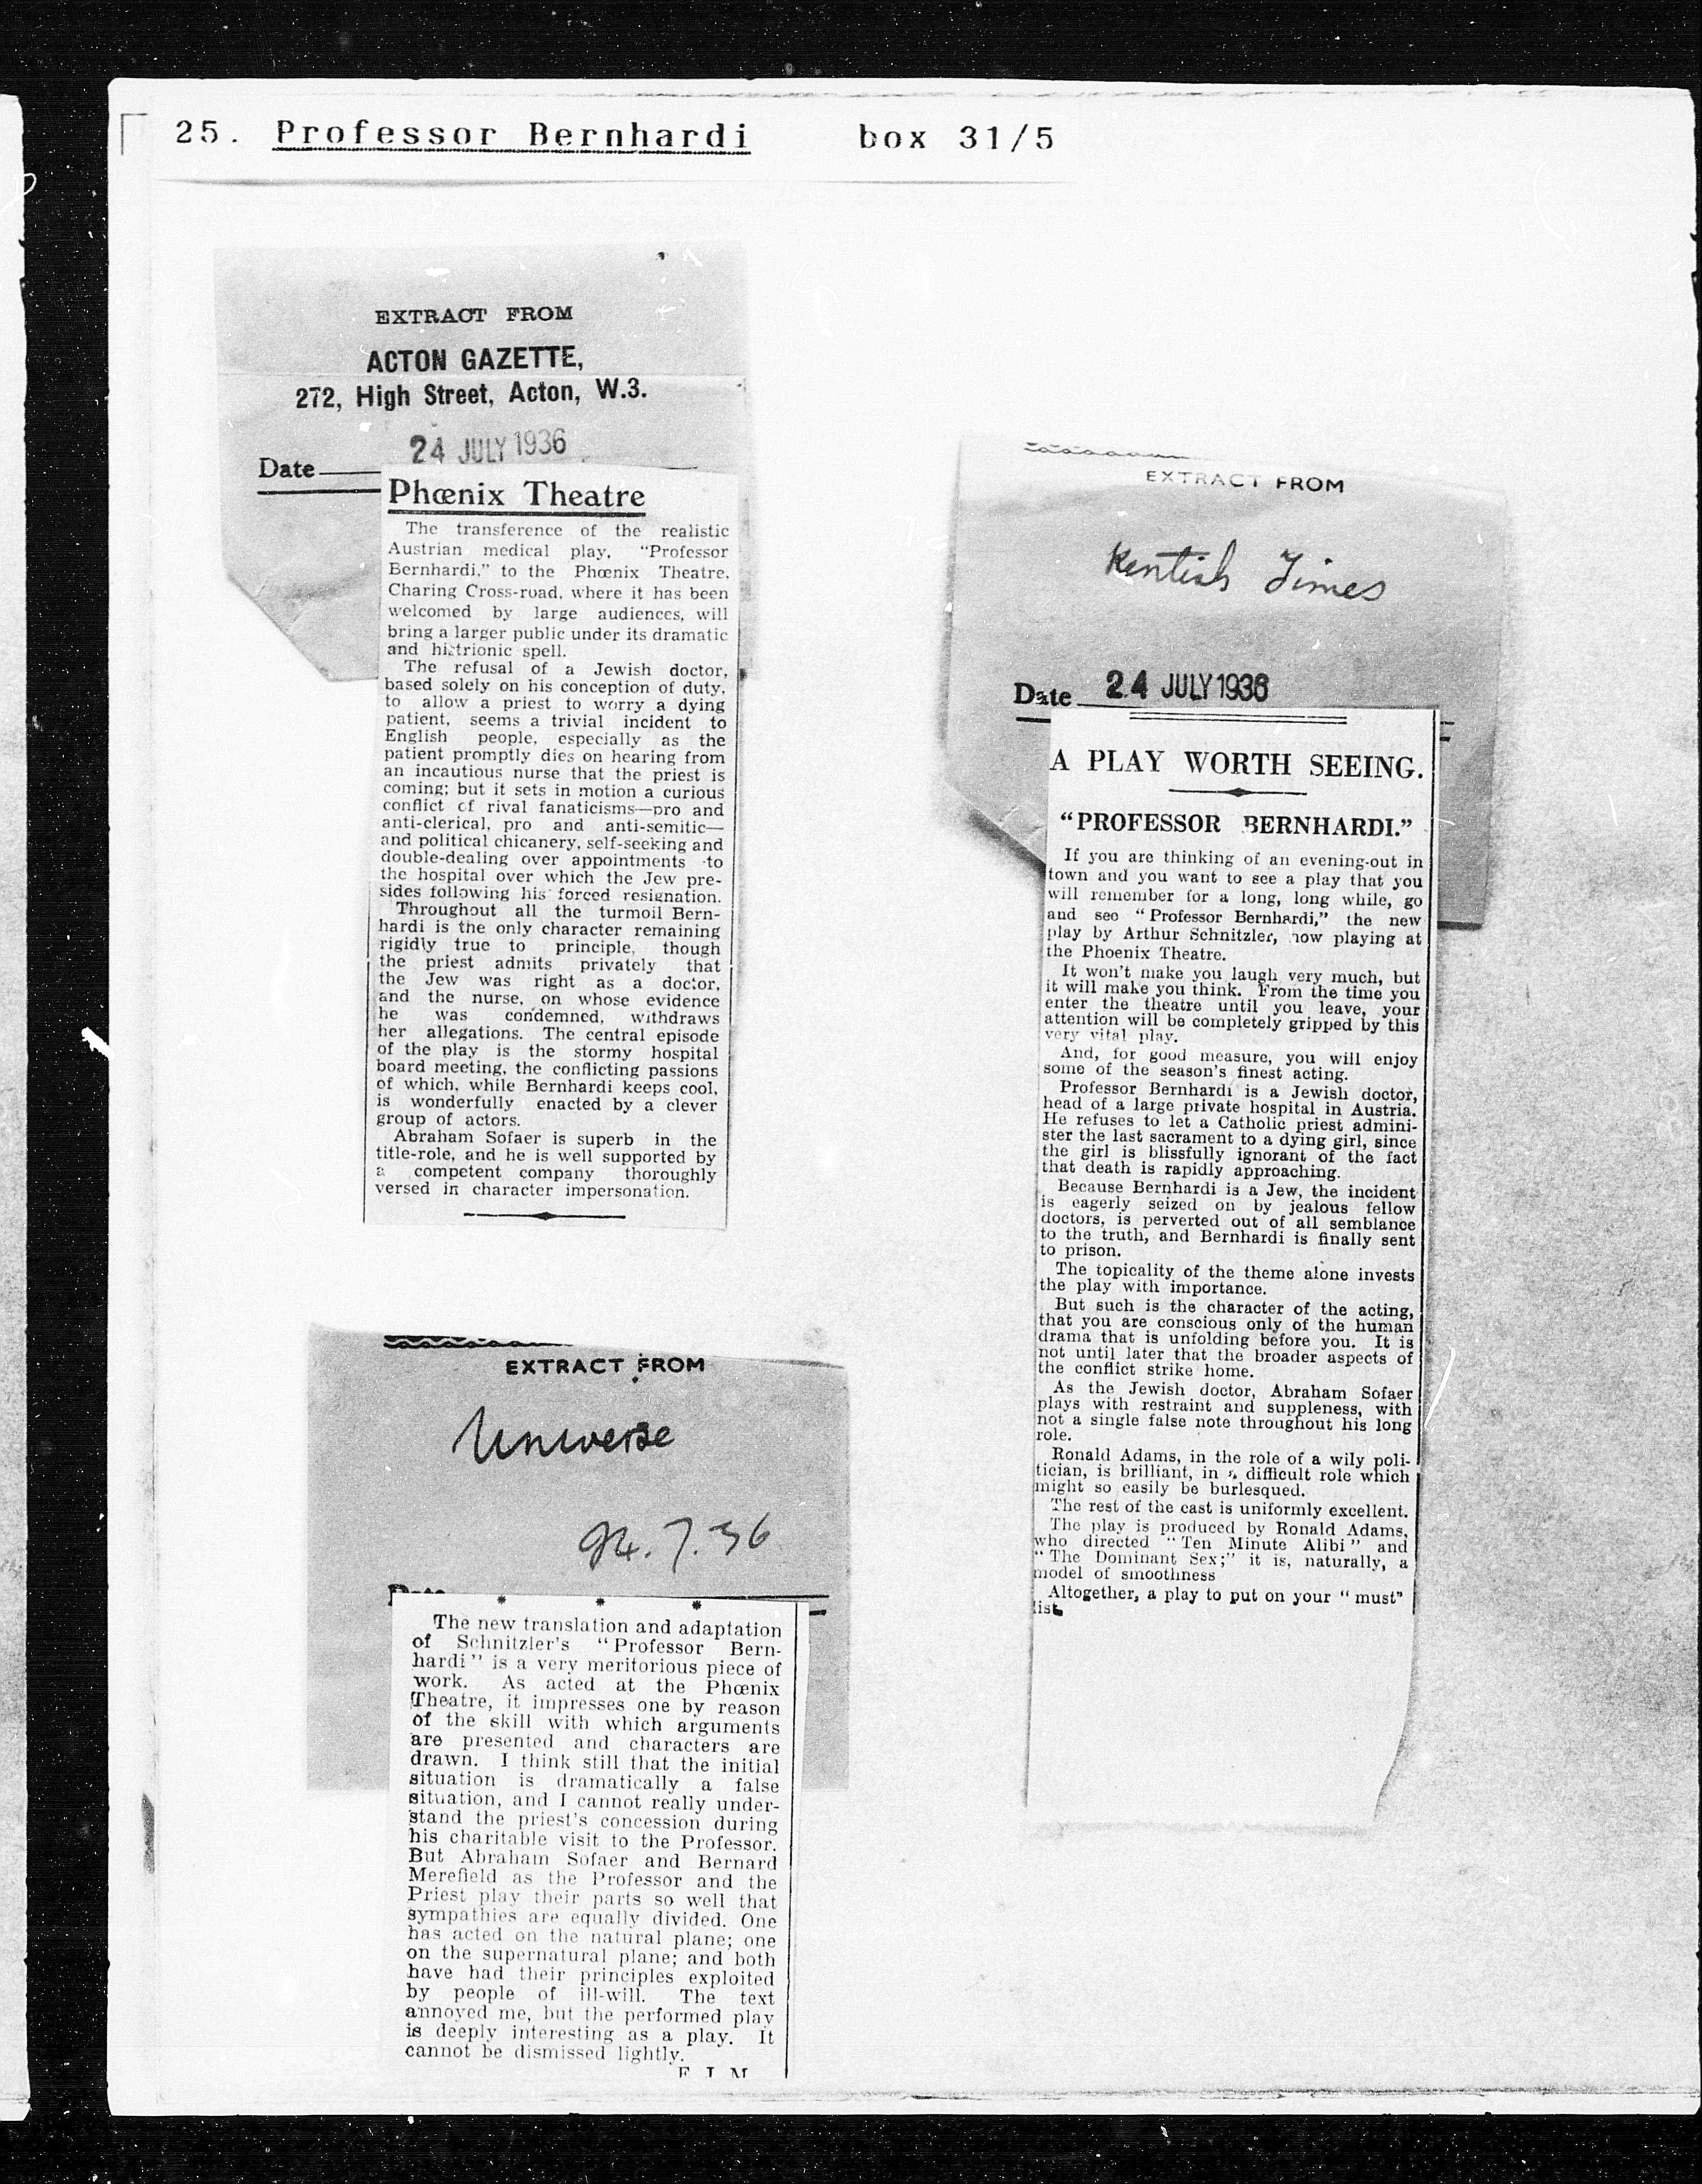 25. Professor Bernhardi box 31/5
EXTRACT FROM
ACTON GAZETTE,
272, High Street, Acton, W.3.
24 JULY 1936
Date
Phœnix Theatre
The transference of the realistic
Austrian medical play, "Professor
Bernhardi," to the Phœnix Theatre,
Charing Cross-road, where it has been
welcomed by large audiences, will
bring a larger public under its dramatic
and histrionic spell.
The refusal of a Jewish doctor,
based solely on his conception of duty,
to allow a priest to worry a dying
patient, seems a trivial incident to
English people, especially as the
patient promptly dies on hearing from
an incautious nurse that the priest is
coming; but it sets in motion a curious
conflict of rival fanaticisms—pro and
anti-clerical, pro and anti-semitic—
and political chicanery, self-seeking and
double-dealing over appointments to
the hospital over which the Jew pre-
sides following his forced resignation.
Throughout all the turmoil Bern-
hardi is the only character remaining
rigidly true to principle, though
the priest admits privately that
the Jew was right as a doctor,
and the nurse, on whose evidence
he was condemned, withdraws
her allegations. The central episode
of the play is the stormy hospital
board meeting, the conflicting passions
of which, while Bernhardi keeps cool,
is wonderfully enacted by a clever
group of actors.
Abraham Sofaer is superb in the
title-role, and he is well supported by
a competent company thoroughly
versed in character impersonation.
EXTRACT FROM
Universe
24.7.36
Date
* * *
The new translation and adaptation
of Schnitzler's "Professor Bern-
hardi" is a very meritorious piece of
work. As acted at the Phœnix
Theatre, it impresses one by reason
of the skill with which arguments
are presented and characters are
drawn. I think still that the initial
situation is dramatically a false
situation, and I cannot really under-
stand the priest's concession during
his charitable visit to the Professor.
But Abraham Sofaer and Bernard
Merefield as the Professor and the
Priest play their parts so well that
sympathies are equally divided. One
has acted on the natural plane; one
on the supernatural plane; and both
have had their principles exploited
by people of ill-will. The text
annoyed me, but the performed play
is deeply interesting as a play. It
cannot be dismissed lightly.
EXTRACT FROM
Kentish Times
Date 24 JULY 1936
A PLAY WORTH SEEING.
"PROFESSOR BERNHARDI."
If you are thinking of an evening-out in
town and you want to see a play that you
will remember for a long, long while, go
and see "Professor Bernhardi," the new
play by Arthur Schnitzler, now playing at
the Phoenix Theatre.
It won't make you laugh very much, but
it will make you think. From the time you
enter the theatre until you leave, your
attention will be completely gripped by this
very vital play.
And, for good measure, you will enjoy
some of the season's finest acting.
Professor Bernhardi is a Jewish doctor,
head of a large private hospital in Austria.
He refuses to let a Catholic priest admini-
ster the last sacrament to a dying girl, since
the girl is blissfully ignorant of the fact
that death is rapidly approaching.
Because Bernhardi is a Jew, the incident
is eagerly seized on by jealous fellow
doctors, is perverted out of all semblance
to the truth, and Bernhardi is finally sent
to prison.
The topicality of the theme alone invests
the play with importance.
But such is the character of the acting,
that you are conscious only of the human
drama that is unfolding before you. It is
not until later that the broader aspects of
the conflict strike home.
As the Jewish doctor, Abraham Sofaer
plays with restraint and suppleness, with
not a single false note throughout his long
role.
Ronald Adams, in the role of a wily poli-
tician, is brilliant, in a difficult role which
might so easily be burlesqued.
The rest of the cast is uniformly excellent.
The play is produced by Ronald Adams,
who directed "Ten Minute Alibi" and
"The Dominant Sex;" it is, naturally, a
model of smoothness
Altogether, a play to put on your "must"
list.